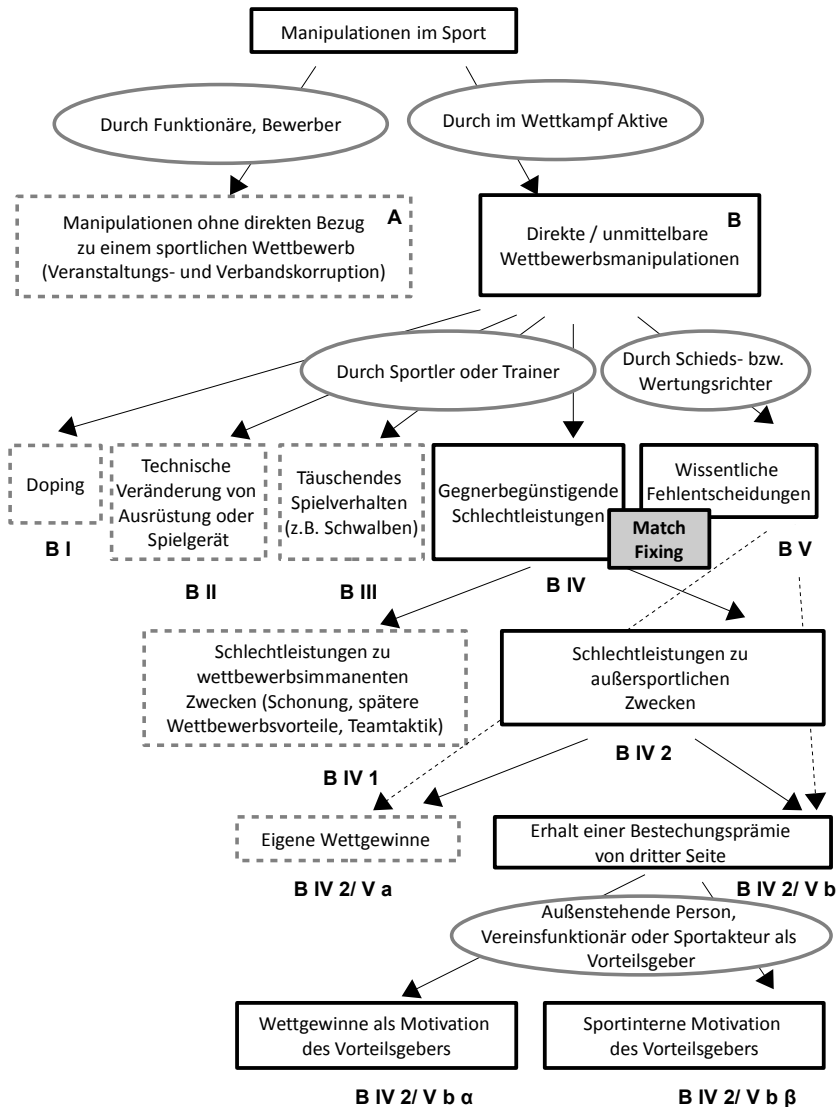 Manipulationen im Sport
Durch Funktionäre, Bewerber
Durch im Wettkampf Aktive
A
Manipulationen ohne direkten Bezug
zu einem sportlichen Wettbewerb
(Veranstaltungs- und Verbandskorruption)
B
Direkte / unmittelbare
Wettbewerbsmanipulationen
Durch Sportler oder Trainer
Durch Schieds- bzw.
Wertungsrichter
Doping
B I
Technische
Veränderung von
Ausrüstung oder
Spielgerät
B II
Täuschendes
Spielverhalten
(z.B. Schwalben)
B III
Gegnerbegünstigende
Schlechtleistungen
B IV
Wissentliche
Fehlentscheidungen
B V
Match
Fixing
Schlechtleistungen zu
wettbewerbsimmanenten
Zwecken (Schonung, spätere
Wettbewerbsvorteile, Teamtaktik)
B IV 1
Schlechtleistungen zu
außersportlichen
Zwecken
B IV 2
Eigene Wettgewinne
B IV 2/ V a
Erhalt einer Bestechungsprämie
von dritter Seite
B IV 2/ V b
Außenstehende Person,
Vereinsfunktionär oder Sportakteur als
Vorteilsgeber
Wettgewinne als Motivation
des Vorteilsgebers
B IV 2/ V b α
Sportinterne Motivation
des Vorteilsgebers
B IV 2/ V b β